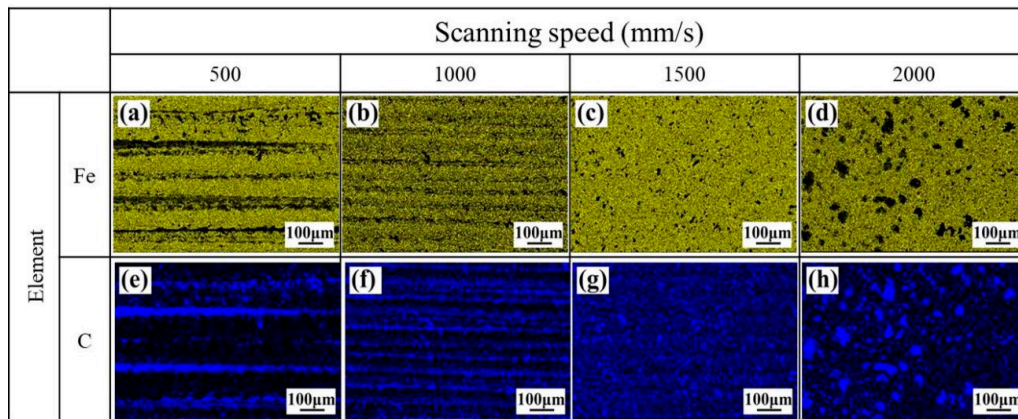 Scanning speed (mm/s)
500 1000 1500 2000
Element
Fe
(a) (b) (c) (d)
100μm 100μm 100μm 100μm
C
(e) (f) (g) (h)
100μm 100μm 100μm 100μm